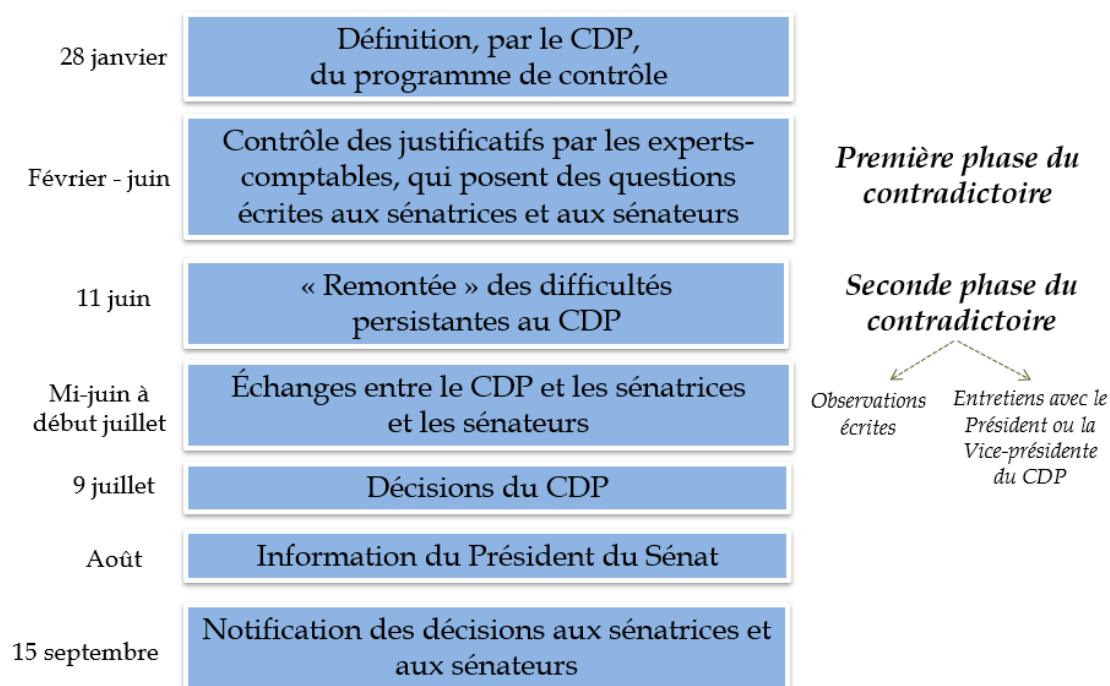 28 janvier
Définition, par le CDP,
du programme de contrôle
Février - juin
Contrôle des justificatifs par les experts-
comptables, qui posent des questions
écrites aux sénatrices et aux sénateurs
Première phase du
contradictoire
11 juin
« Remontée » des difficultés
persistantes au CDP
Seconde phase du
contradictoire
Mi-juin à
début juillet
Échanges entre le CDP et les sénatrices
et les sénateurs
Observations
écrites
Entretiens avec le
Président ou la
Vice-présidente
du CDP
9 juillet
Décisions du CDP
Août
Information du Président du Sénat
15 septembre
Notification des décisions aux sénatrices et
aux sénateurs